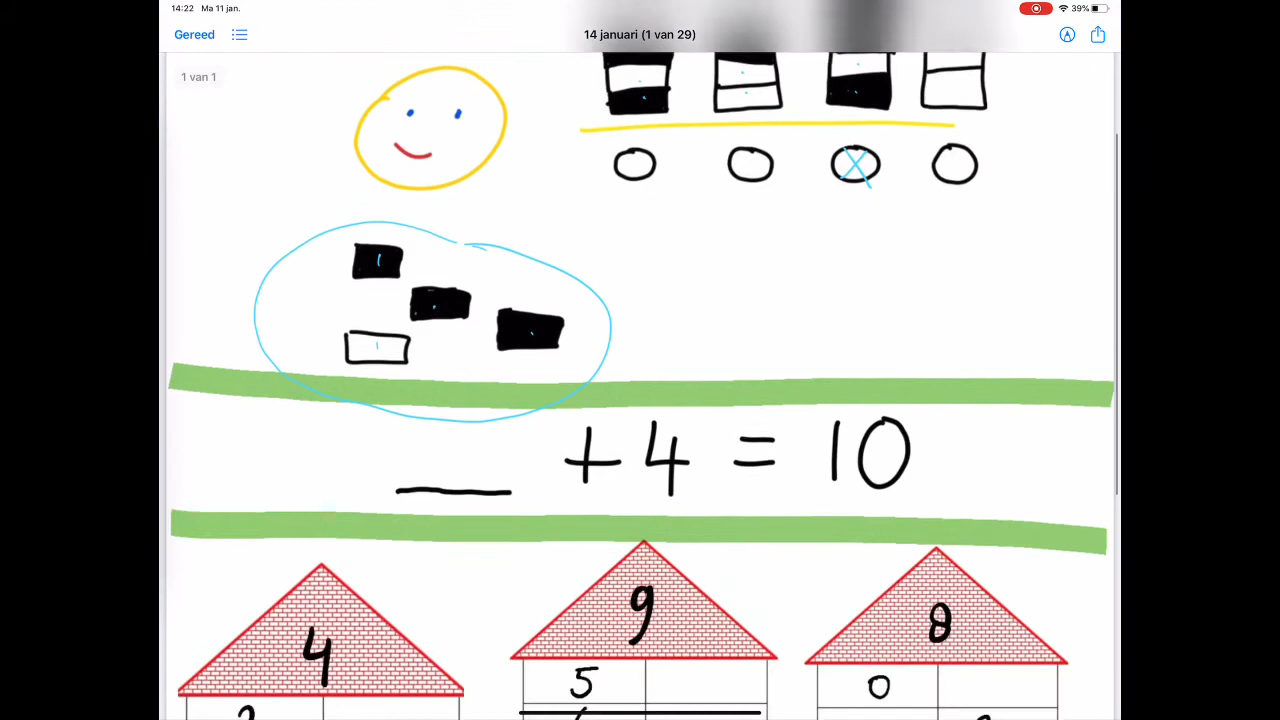 14:22 Ma 11 jan.
39%
Gereed
14 januari (1 van 29)
1 van 1
___ + 4 = 10
4
9
8
5
0